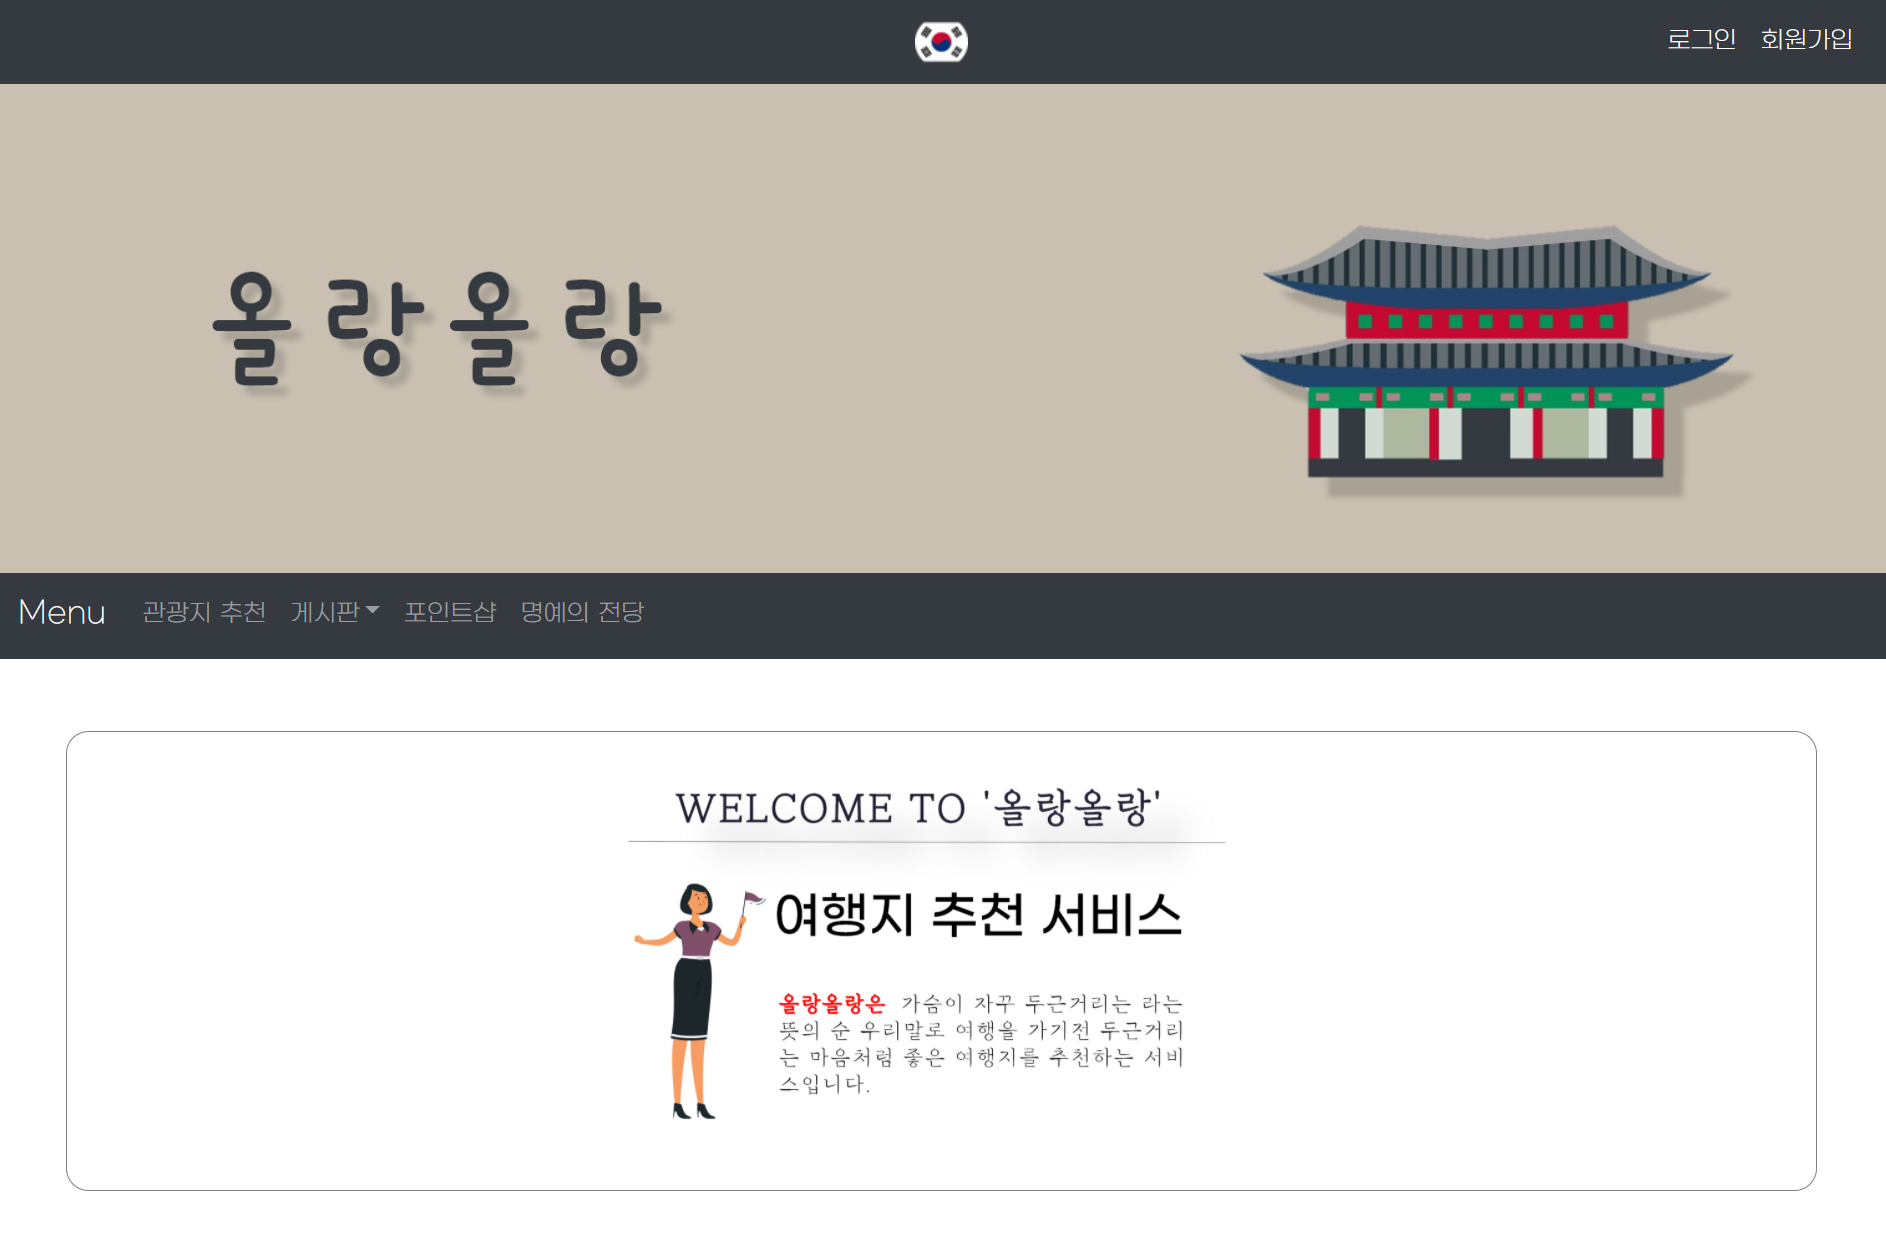 로그인 회원가입
올랑올랑
Menu 관광지 추천 게시판 포인트샵 명예의 전당
WELCOME TO '올랑올랑'
여행지 추천 서비스
올랑올랑은 가슴이 자꾸 두근거리는 라는
뜻의 순 우리말로 여행을 가기전 두근거리
는 마음처럼 좋은 여행지를 추천하는 서비
스입니다.